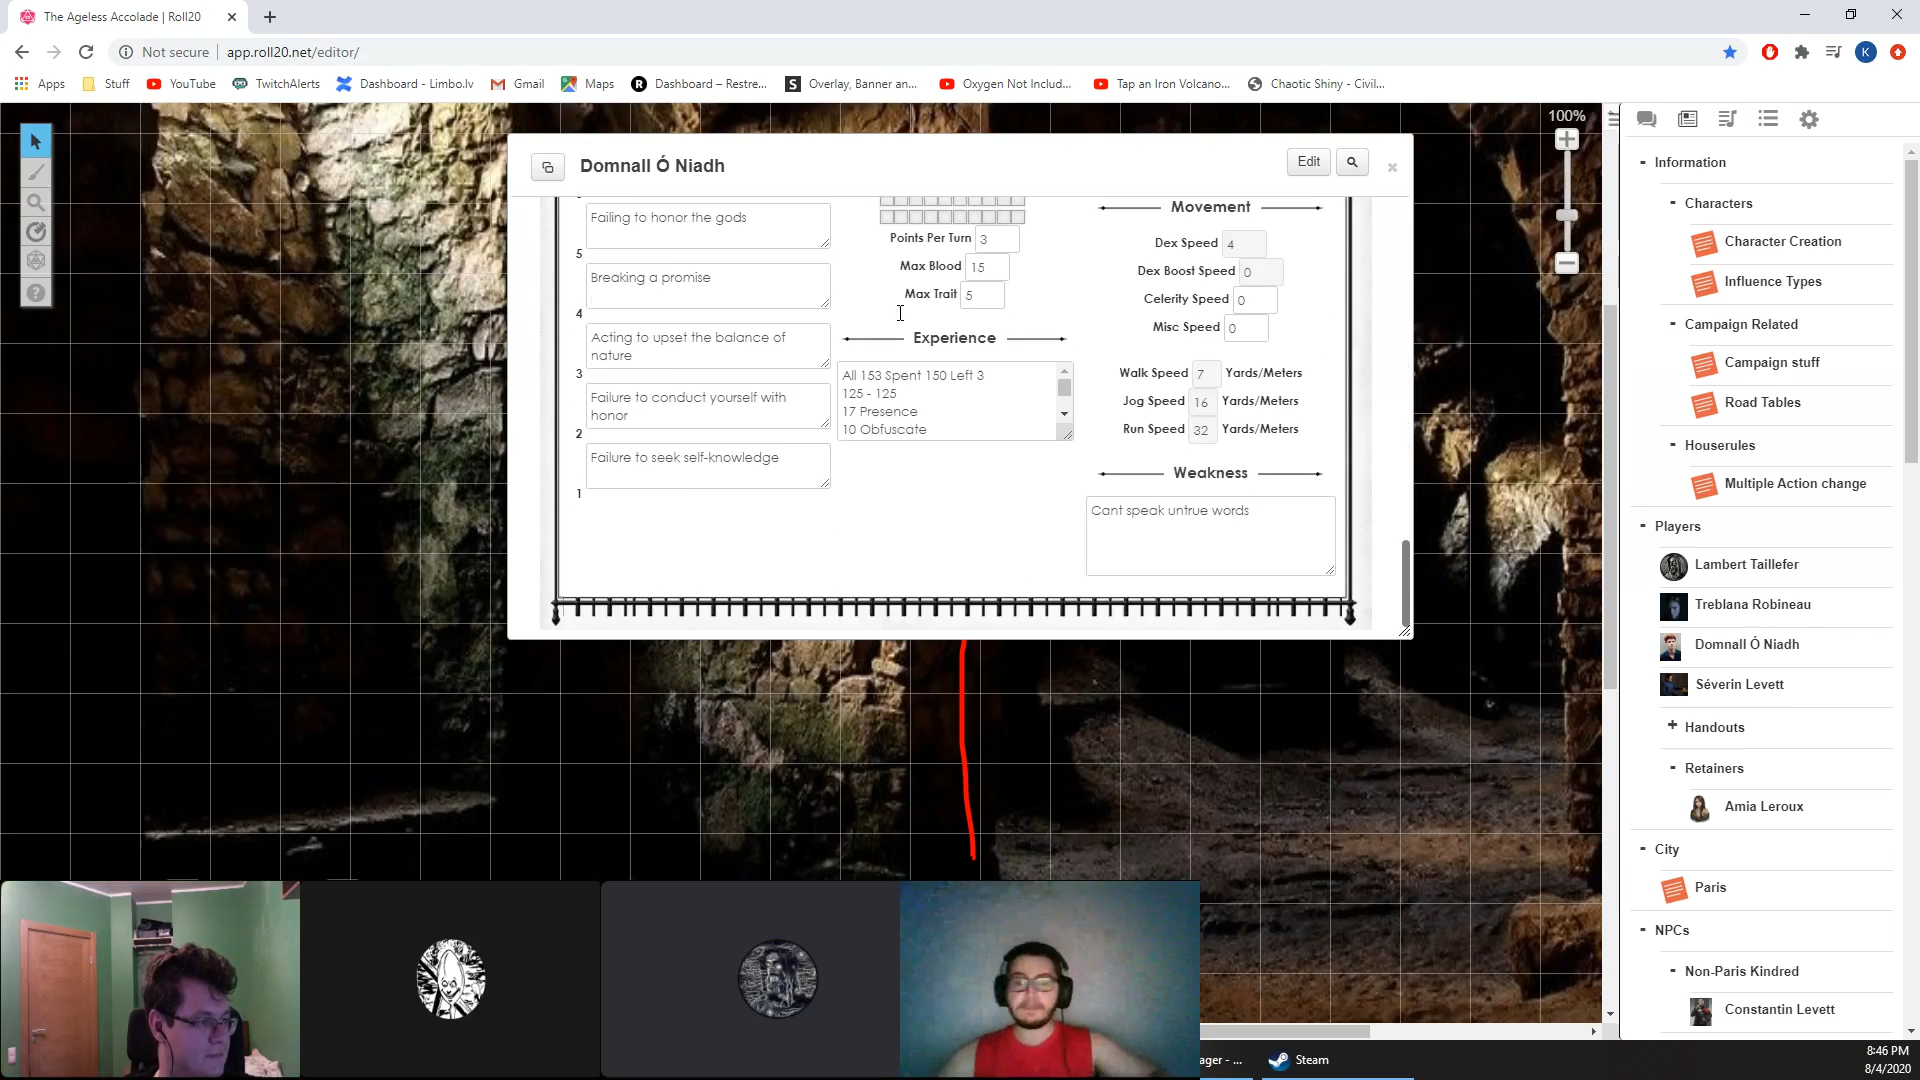 The Ageless Accolade | Roll20
Not secure
app.roll20.net/editor/
K
Apps
Stuff
YouTube
TwitchAlerts
Dashboard - Limbo.lv
Gmail
Maps
Dashboard – Restre...
Overlay, Banner an...
Oxygen Not Includ...
Tap an Iron Volcano...
Chaotic Shiny - Civil...
100%
Domnall Ó Niadh
Edit
Failing to honor the gods
5
Breaking a promise
4
Acting to upset the balance of
nature
3
Failure to conduct yourself with
honor
2
Failure to seek self-knowledge
1
Points Per Turn 3
Max Blood 15
Max Trait 5
Experience
All 153 Spent 150 Left 3
125 - 125
17 Presence
10 Obfuscate
Movement
Dex Speed 4
Dex Boost Speed 0
Celerity Speed 0
Misc Speed 0
Walk Speed 7 Yards/Meters
Jog Speed 16 Yards/Meters
Run Speed 32 Yards/Meters
Weakness
Cant speak untrue words
Information
Characters
Character Creation
Influence Types
Campaign Related
Campaign stuff
Road Tables
Houserules
Multiple Action change
Players
Lambert Taillefer
Treblana Robineau
Domnall Ó Niadh
Séverin Levett
Handouts
Retainers
Amia Leroux
City
Paris
NPCs
Non-Paris Kindred
Constantin Levett
ager - ...
Steam
8:46 PM
8/4/2020